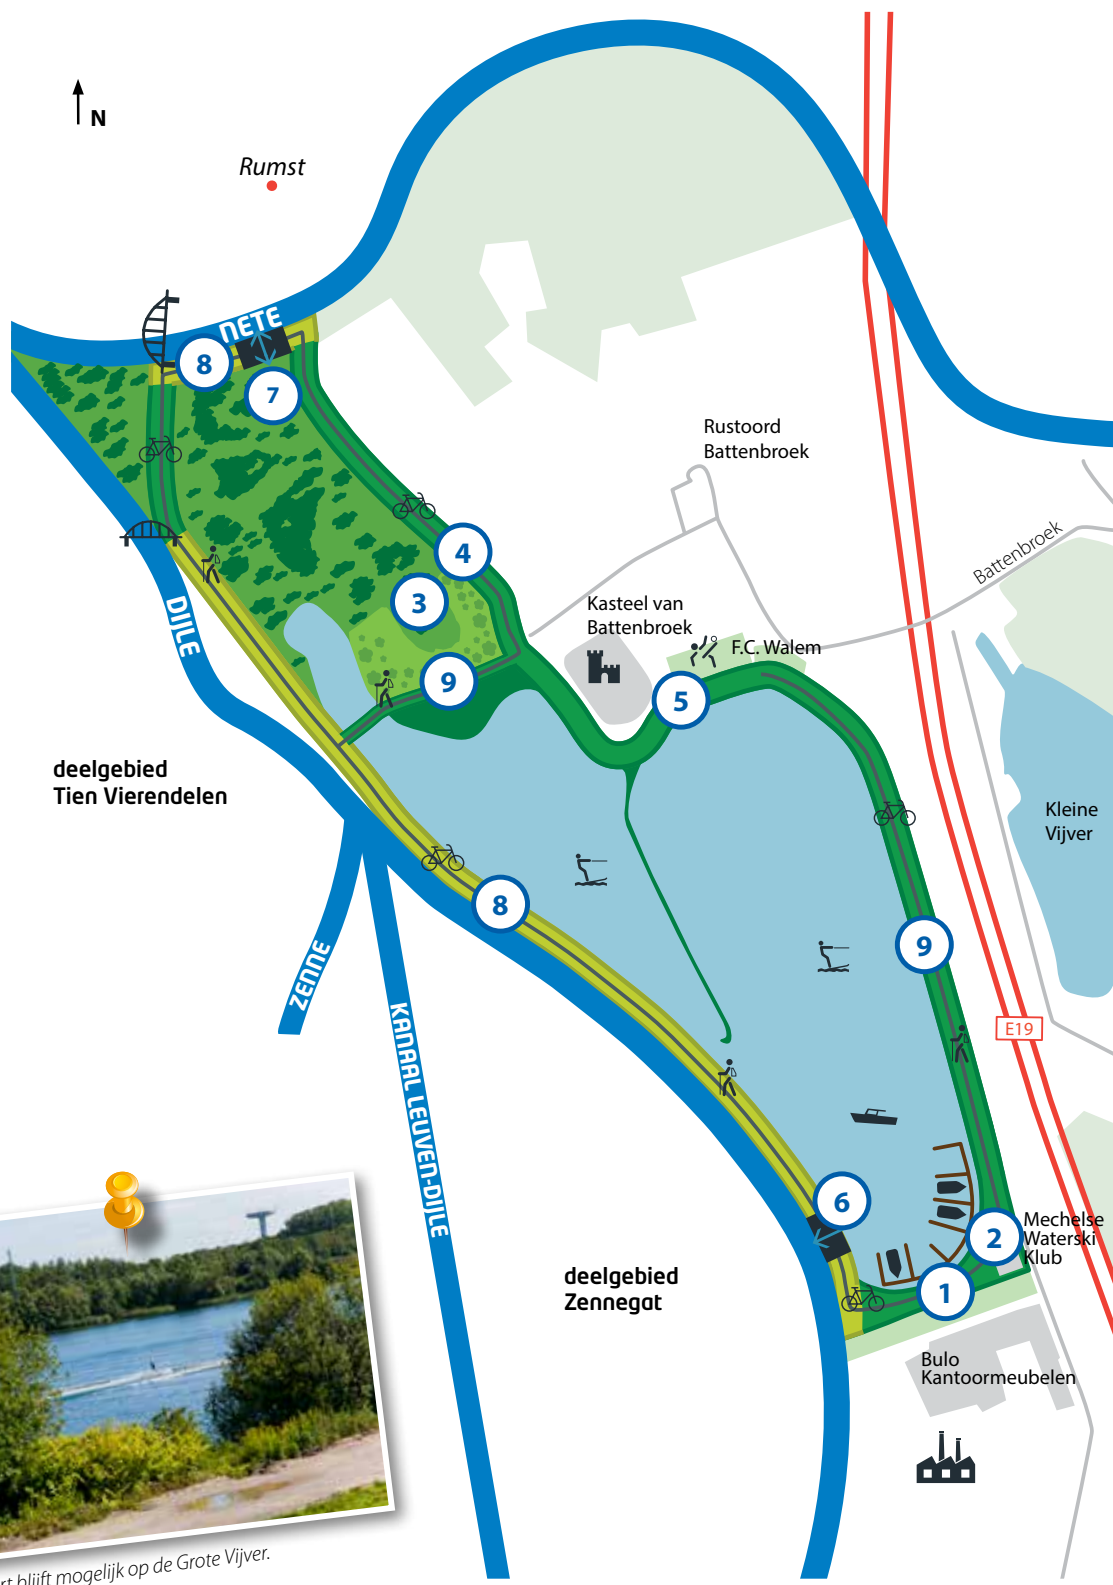 N
Rumst
NETE
8
7
Rustoord
Battenbroek
4
Battenbroek
3
Kasteel van
Battenbroek
DIJLE
F.C. Walem
9
5
deelgebied
Tien Vierendelen
Kleine
Vijver
8
9
ZENNE
KANAAL LEUVEN-DIJLE
E19
6
Mechelse
Waterski
Klub
2
deelgebied
Zennegat
1
Bulo
Kantoormeubelen
blijft mogelijk op de Grote Vijver.